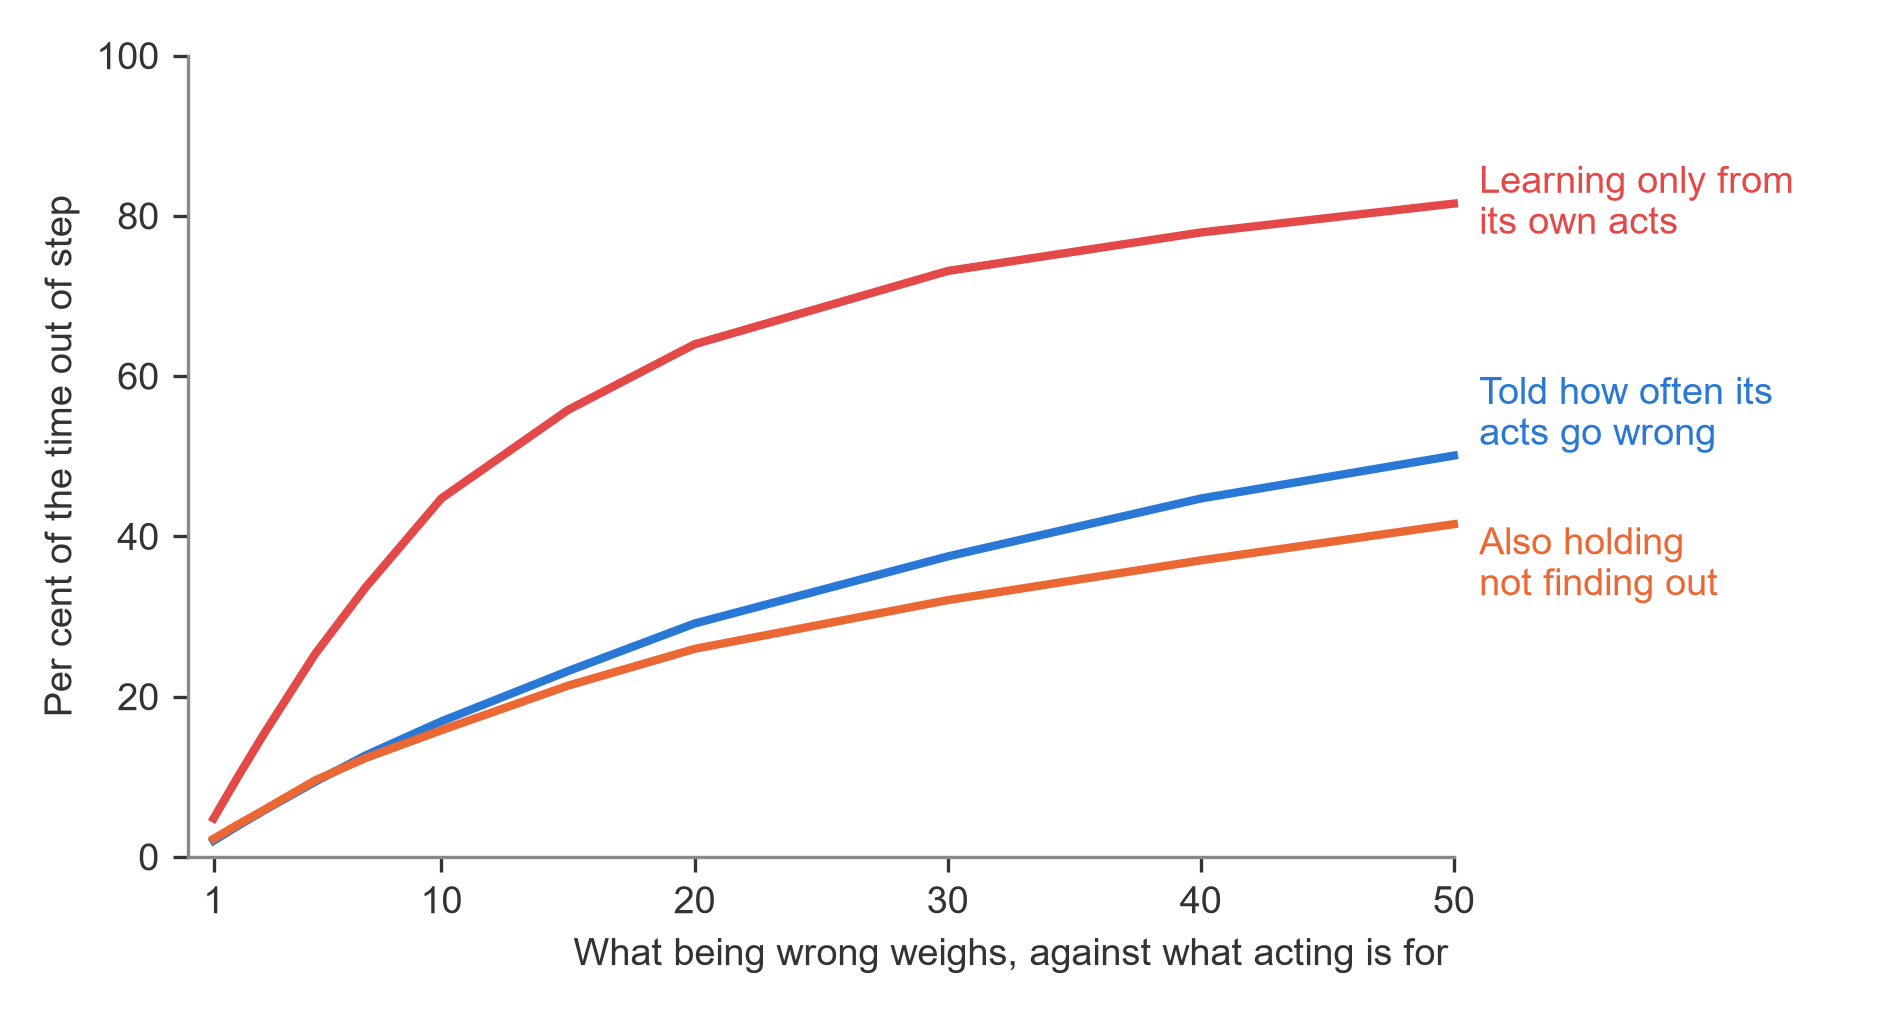 Per cent of the time out of step
100
80
60
40
20
0
1
10
20
30
40
50
What being wrong weighs, against what acting is for
Learning only from
its own acts
Told how often its
acts go wrong
Also holding
not finding out